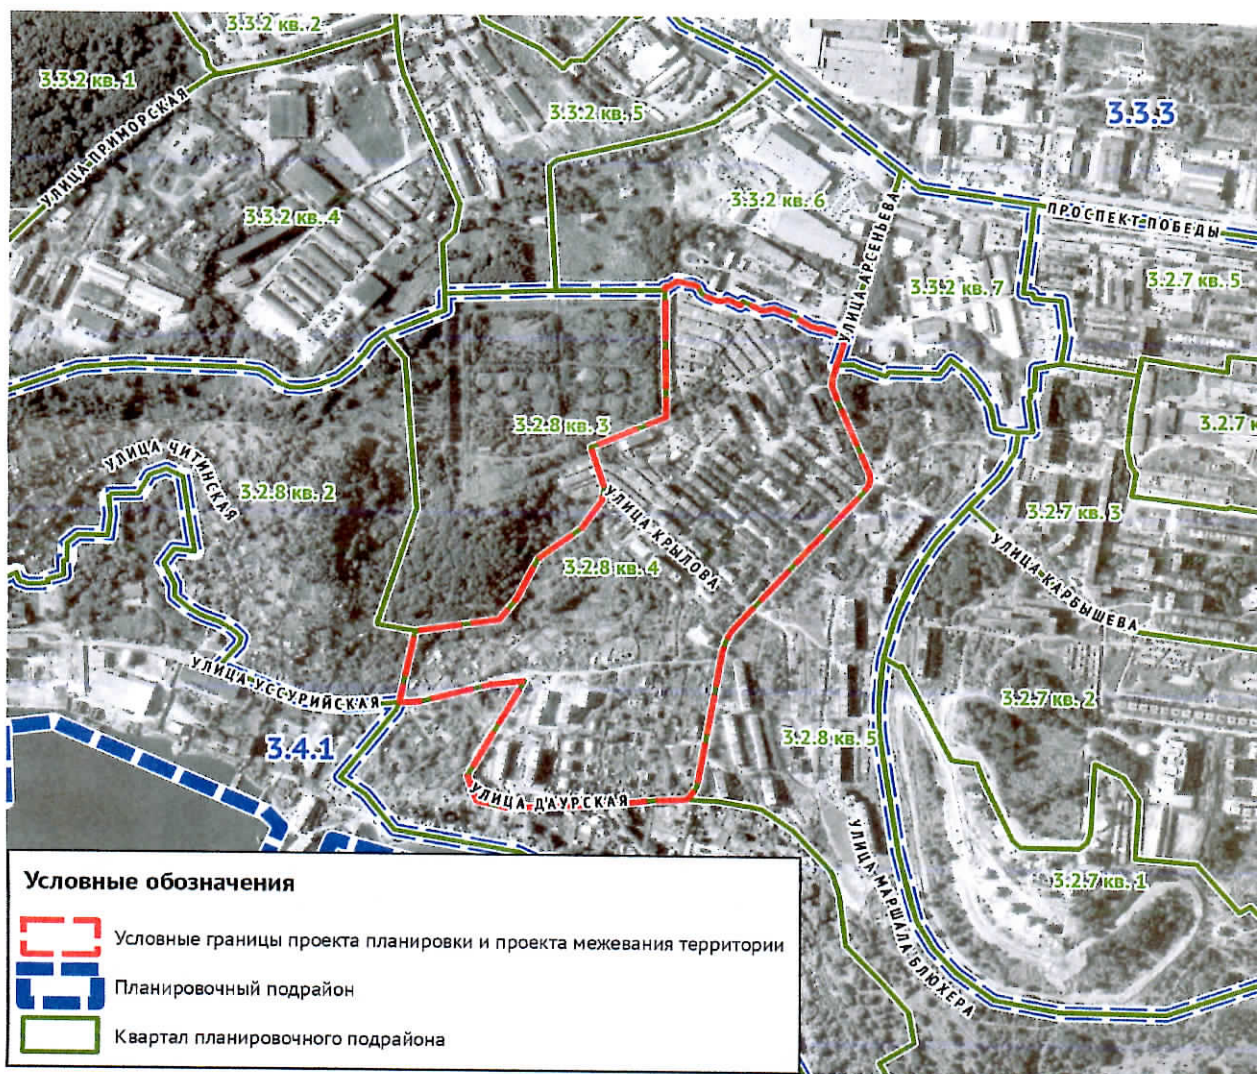 3.3.2 кв. 2
3.3.2 кв. 1
3.3.2 кв. 5
3.3.3
УЛИЦА ПРИМОРСКАЯ
3.3.2 кв. 4
3.3.2 кв. 6
УЛИЦА АРСЕНЬЕВА
ПРОСПЕКТ ПОБЕДЫ
3.3.2 кв. 7
3.2.7 кв. 5
3.2.8 кв. 3
3.2.7 к
УЛИЦА ЧИТИНСКАЯ
3.2.8 кв. 2
УЛИЦА КРЫЛОВА
3.2.7 кв. 3
3.2.8 кв. 4
УЛИЦА КАРБЫШЕВА
УЛИЦА УССУРИЙСКАЯ
3.2.7 кв. 2
3.4.1
3.2.8 кв. 5
УЛИЦА ДАУРСКАЯ
УЛИЦА МАРШАЛА БЛЮХЕРА
3.2.7 кв. 1
Условные обозначения
Условные границы проекта планировки и проекта межевания территории
Планировочный подрайон
Квартал планировочного подрайона